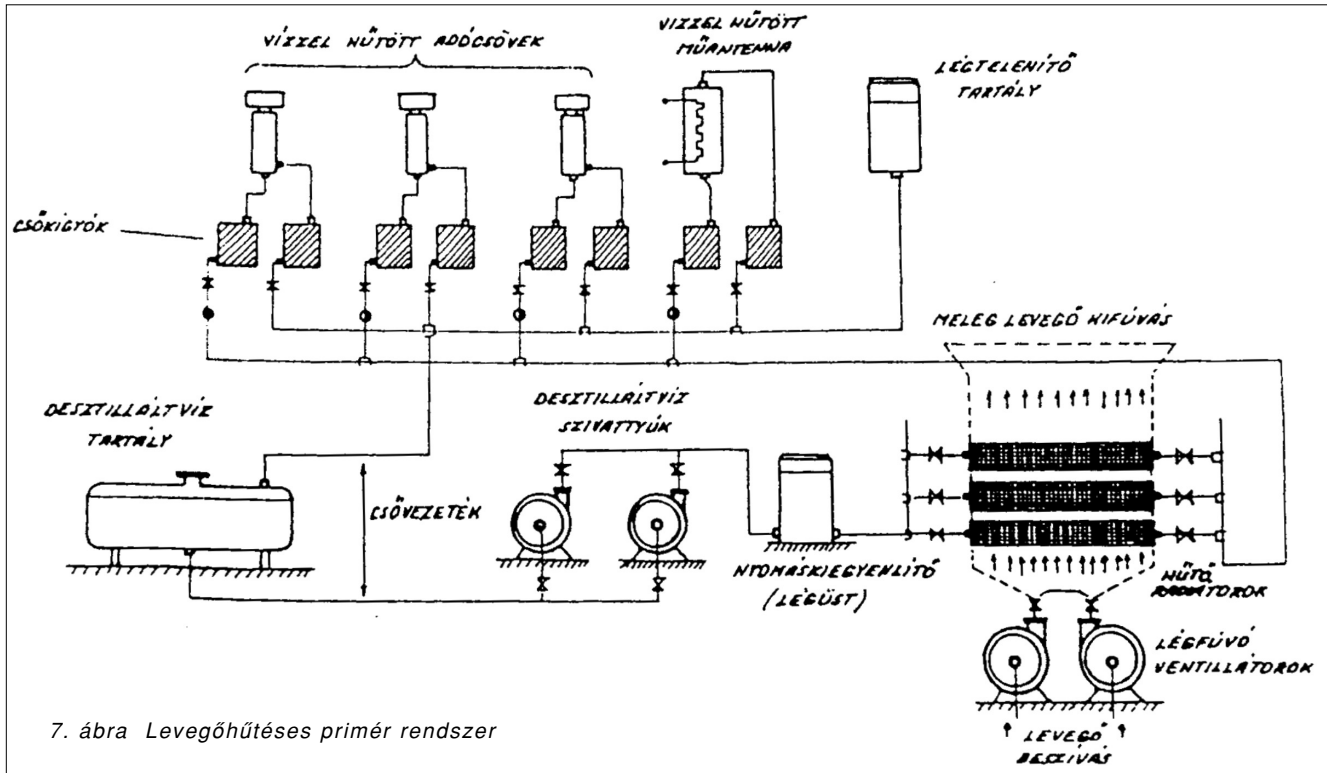 VÍZZEL HŰTÖTT ADÓCSÖVEK
VIZZEL HŰTÖTT
MŰANTENNA
LÉGTELENÍTŐ
TARTÁLY
CSŐKIGYÓK
MELEG LEVEGŐ KIFÚVÁS
DESZTILLÁLTVÍZ
TARTÁLY
DESZTILLÁLTVÍZ
SZIVATTYÚK
CSŐVEZETÉK
NYOMÁSKIEGYENLÍTŐ
(LÉGÜST)
HŰTŐ
RADIÁTOROK
LÉGFÚVÓ
VENTILLÁTOROK
LEVEGŐ
BESZÍVÁS
7. ábra Levegőhűtéses primér rendszer